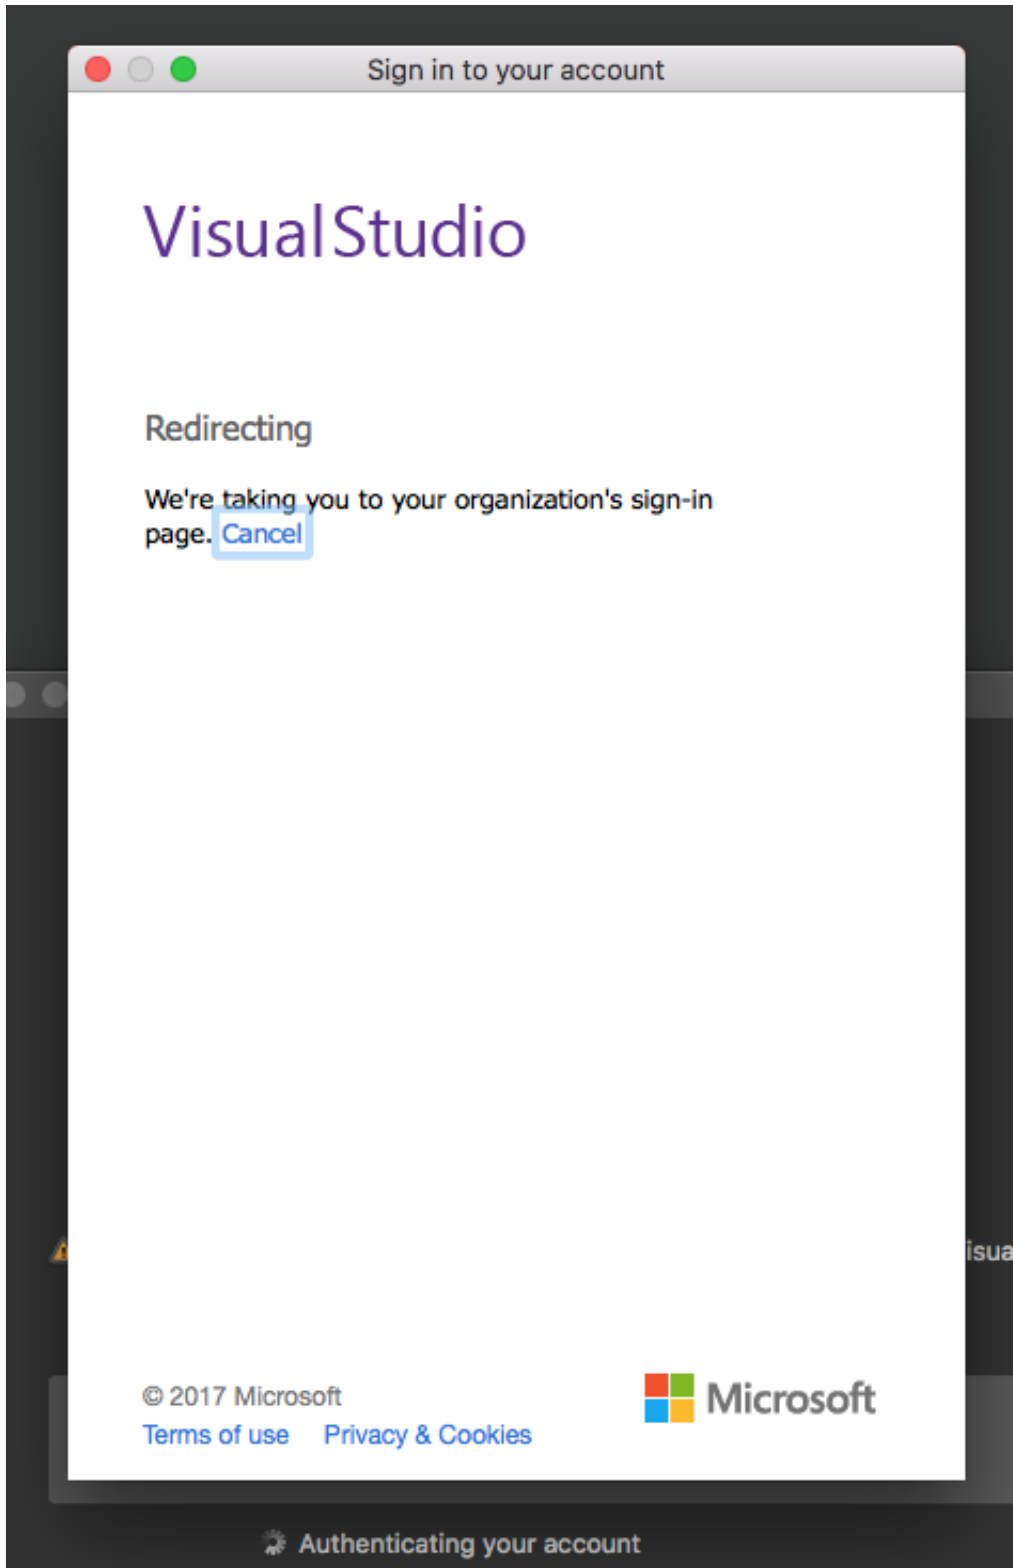 Sign in to your account
Visual Studio
Redirecting
We're taking you to your organization's sign-in
page. Cancel
isua
© 2017 Microsoft
Microsoft
Terms of use Privacy & Cookies
Authenticating your account